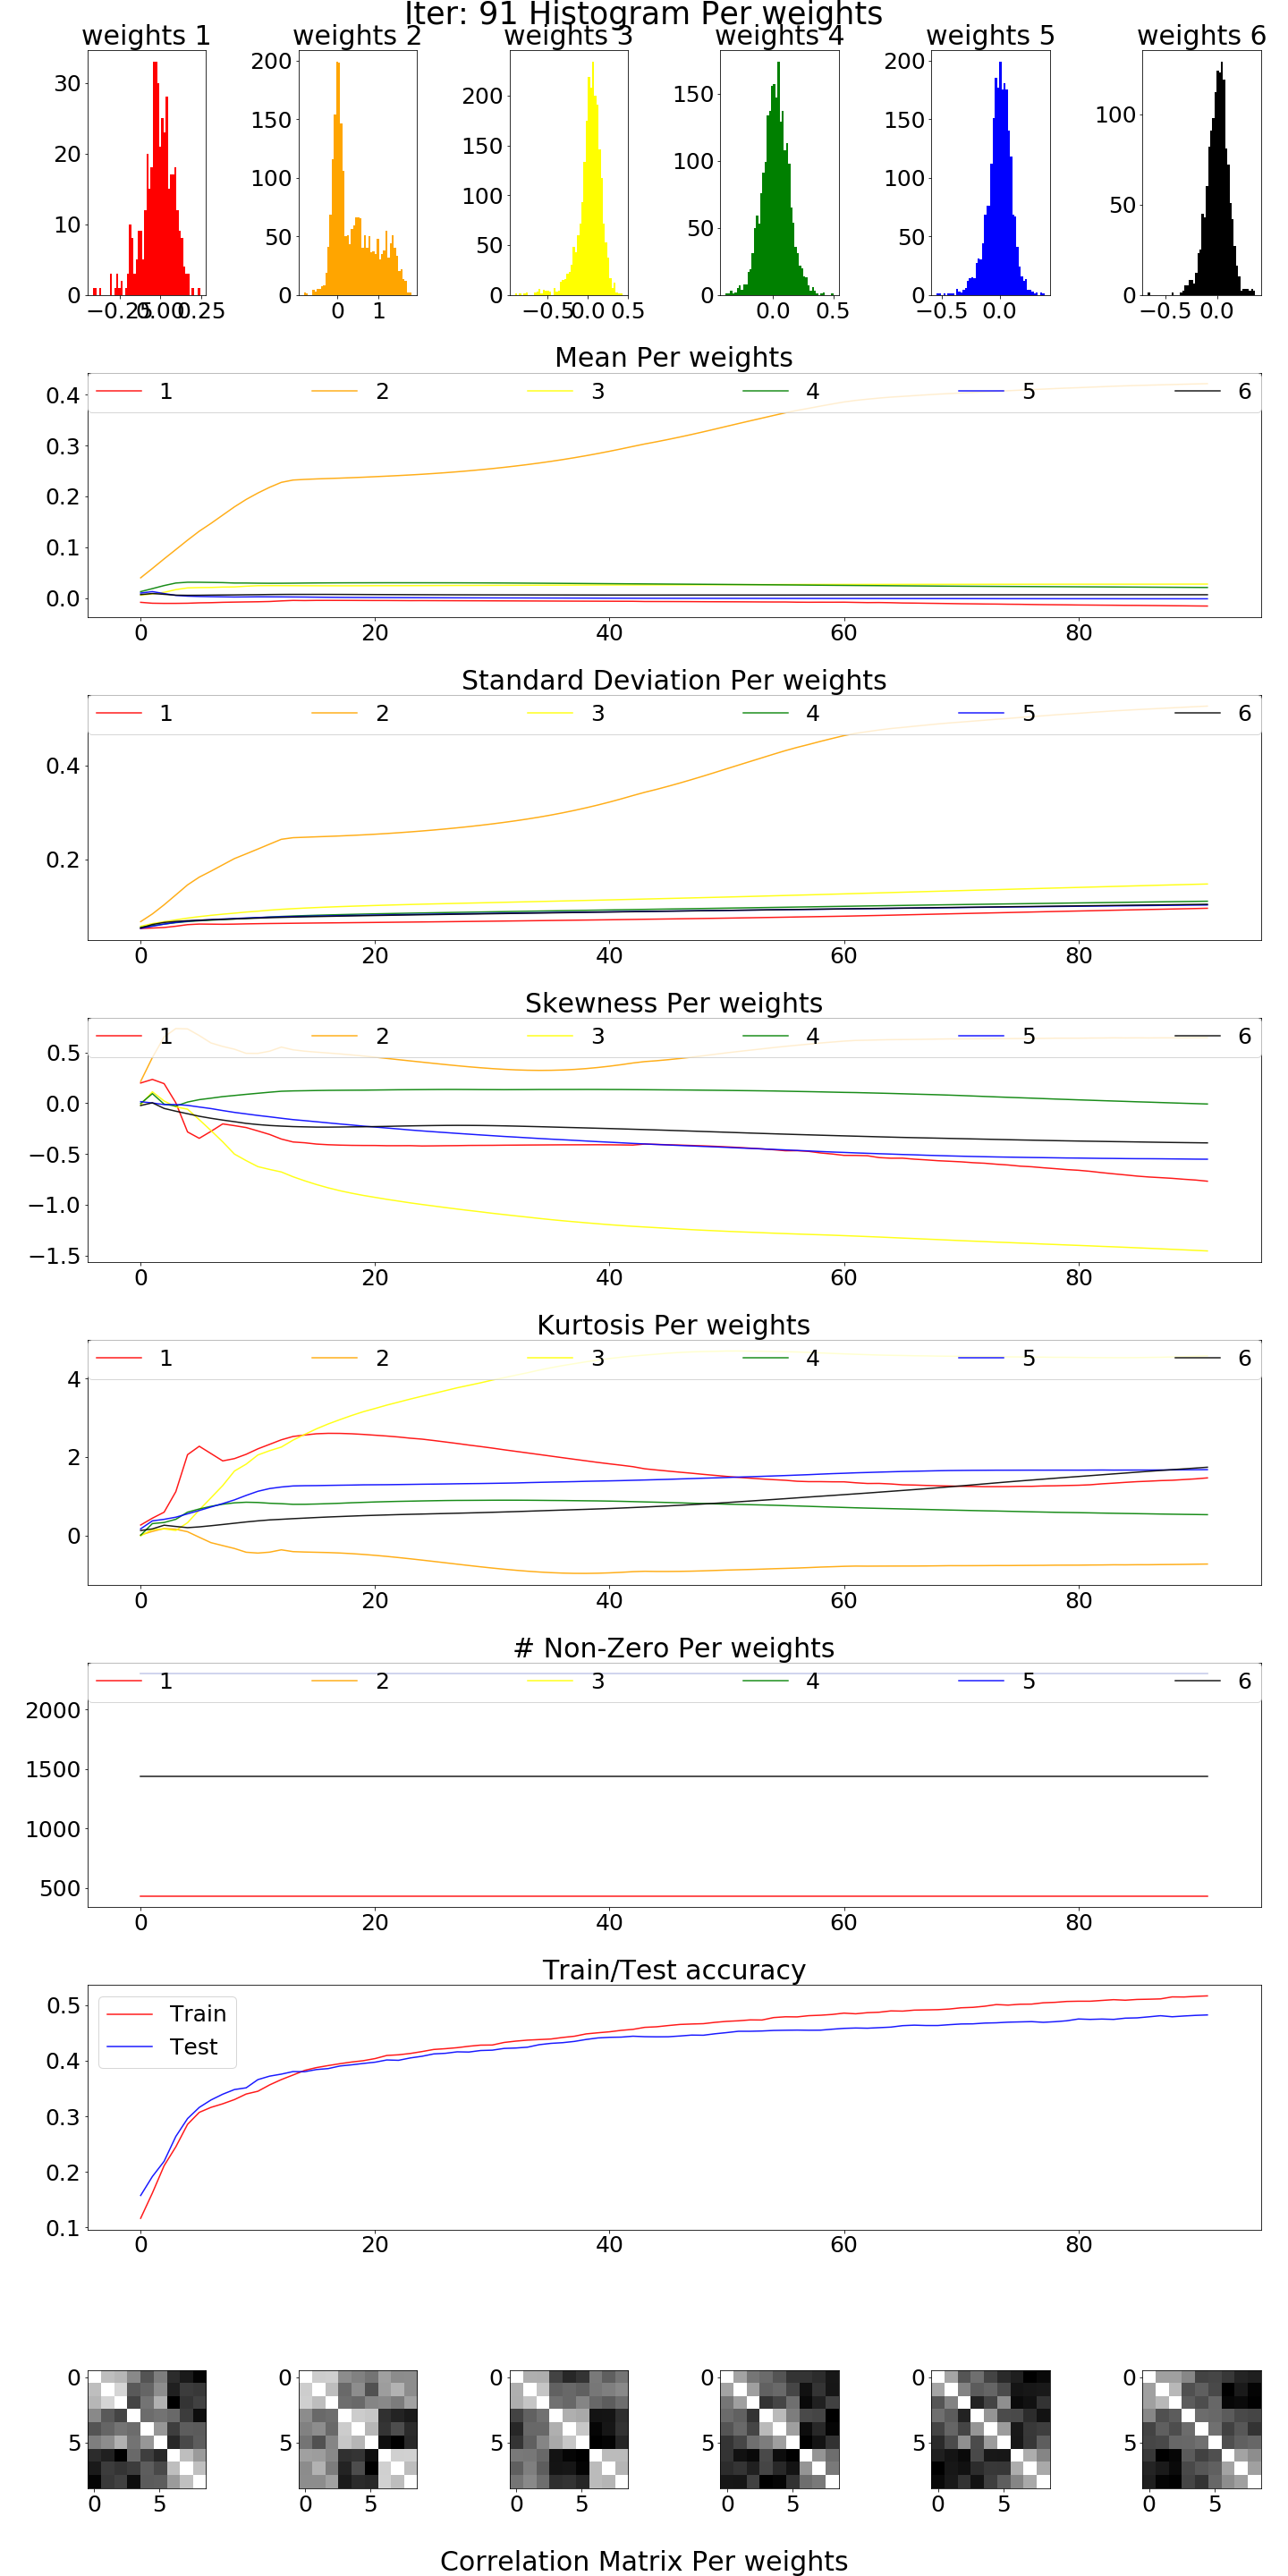 Iter: 91 Histogram Per weights
weights 1 weights 2 weights 3 weights 4 weights 5 weights 6
30
20
10
0
−0.25 0.00 0.25
200
150
100
50
0
0 1
200
150
100
50
0
−0.5 0.0 0.5
150
100
50
0
0.0 0.5
200
150
100
50
0
−0.5 0.0
100
50
0
−0.5 0.0
Mean Per weights
1 2 3 4 5 6
0.4
0.3
0.2
0.1
0.0
0 20 40 60 80
Standard Deviation Per weights
1 2 3 4 5 6
0.4
0.2
0 20 40 60 80
Skewness Per weights
1 2 3 4 5 6
0.5
0.0
−0.5
−1.0
−1.5
0 20 40 60 80
Kurtosis Per weights
1 2 3 4 5 6
4
2
0
0 20 40 60 80
# Non-Zero Per weights
1 2 3 4 5 6
2000
1500
1000
500
0 20 40 60 80
Train/Test accuracy
Train
Test
0.5
0.4
0.3
0.2
0.1
0 20 40 60 80
0 0 0 0 0 0
5 5 5 5 5 5
0 5 0 5 0 5 0 5 0 5 0 5
Correlation Matrix Per weights